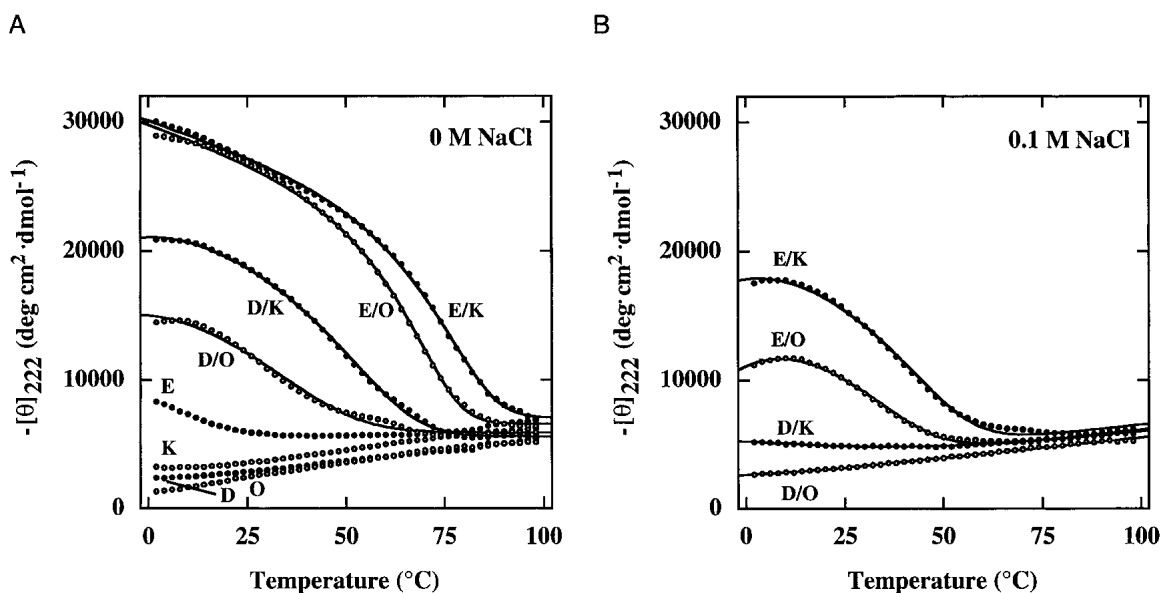 A
B
0 M NaCl
30000
20000
10000
0
-[θ]222 (deg cm²·dmol⁻¹)
E/K
E/O
D/K
D/O
E
K
D
O
0 25 50 75 100
Temperature (°C)
0.1 M NaCl
30000
20000
10000
0
-[θ]222 (deg cm²·dmol⁻¹)
E/K
E/O
D/K
D/O
0 25 50 75 100
Temperature (°C)